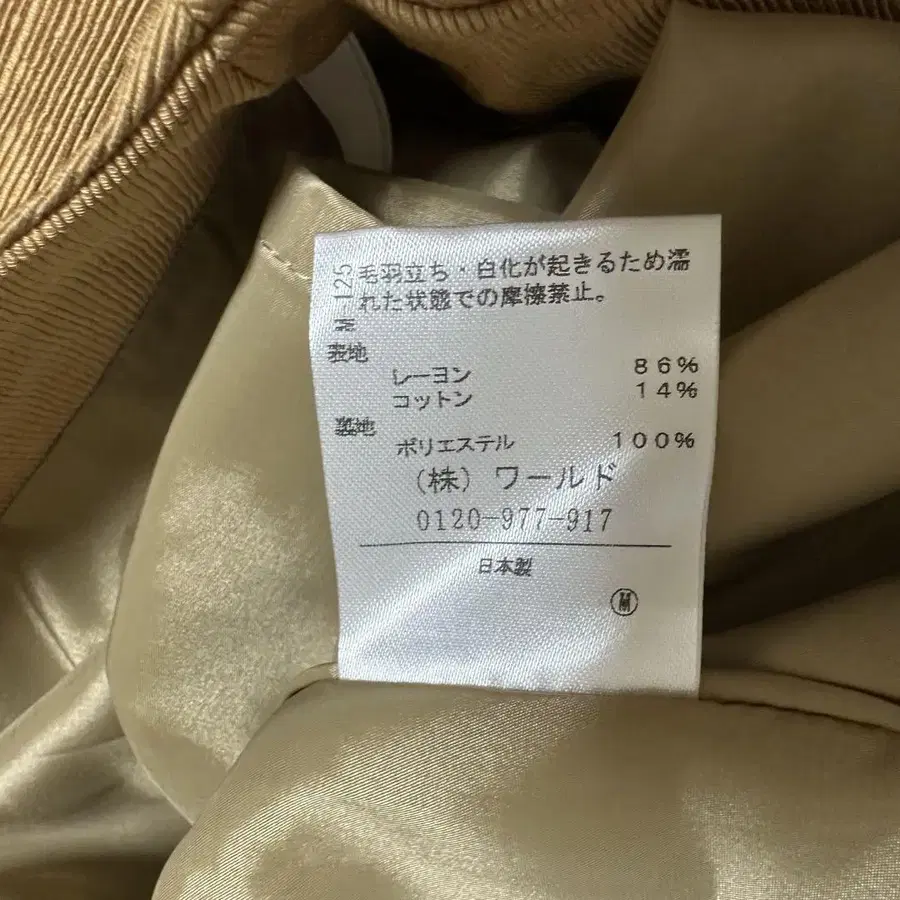 毛羽立ち・白化が起きるため濡
れた状態での摩擦禁止。
M 125
表地
レーヨン 86%
コットン 14%
裏地
ポリエステル 100%
(株) ワールド
0120-977-917
日本製
Ⓜ